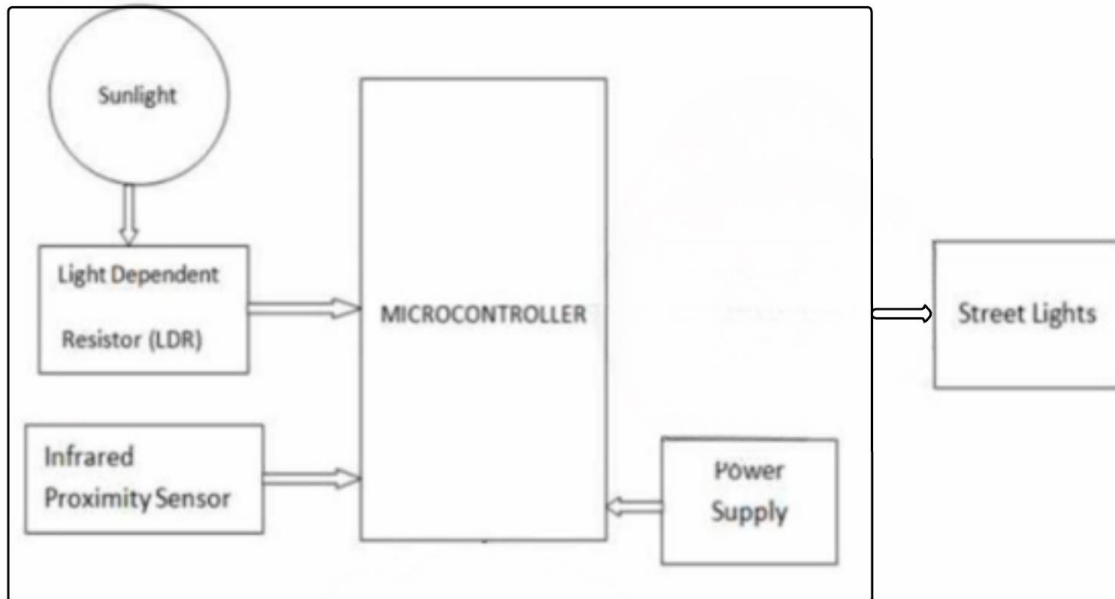 Sunlight
Light Dependent
Resistor (LDR)
MICROCONTROLLER
Street Lights
Infrared
Proximity Sensor
Power
Supply